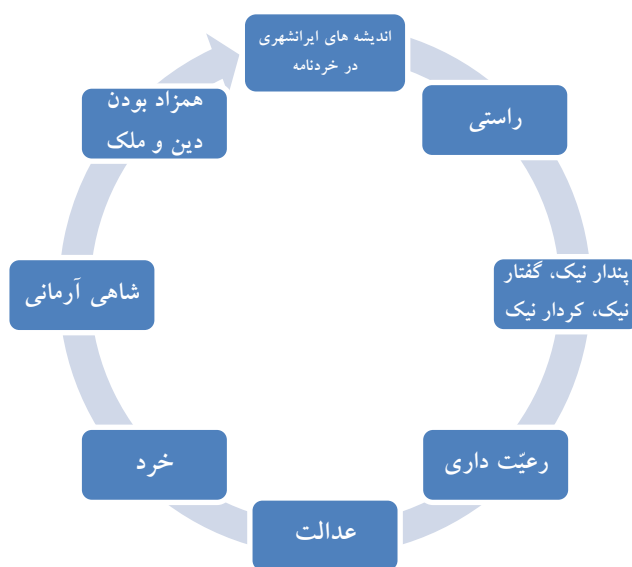 اندیشه های ایرانشهری
در خردنامه
راستی
پندار نیک، گفتار
نیک، کردار نیک
رعیّت داری
عدالت
خرد
شاهی آرمانی
همزاد بودن
دین و ملک